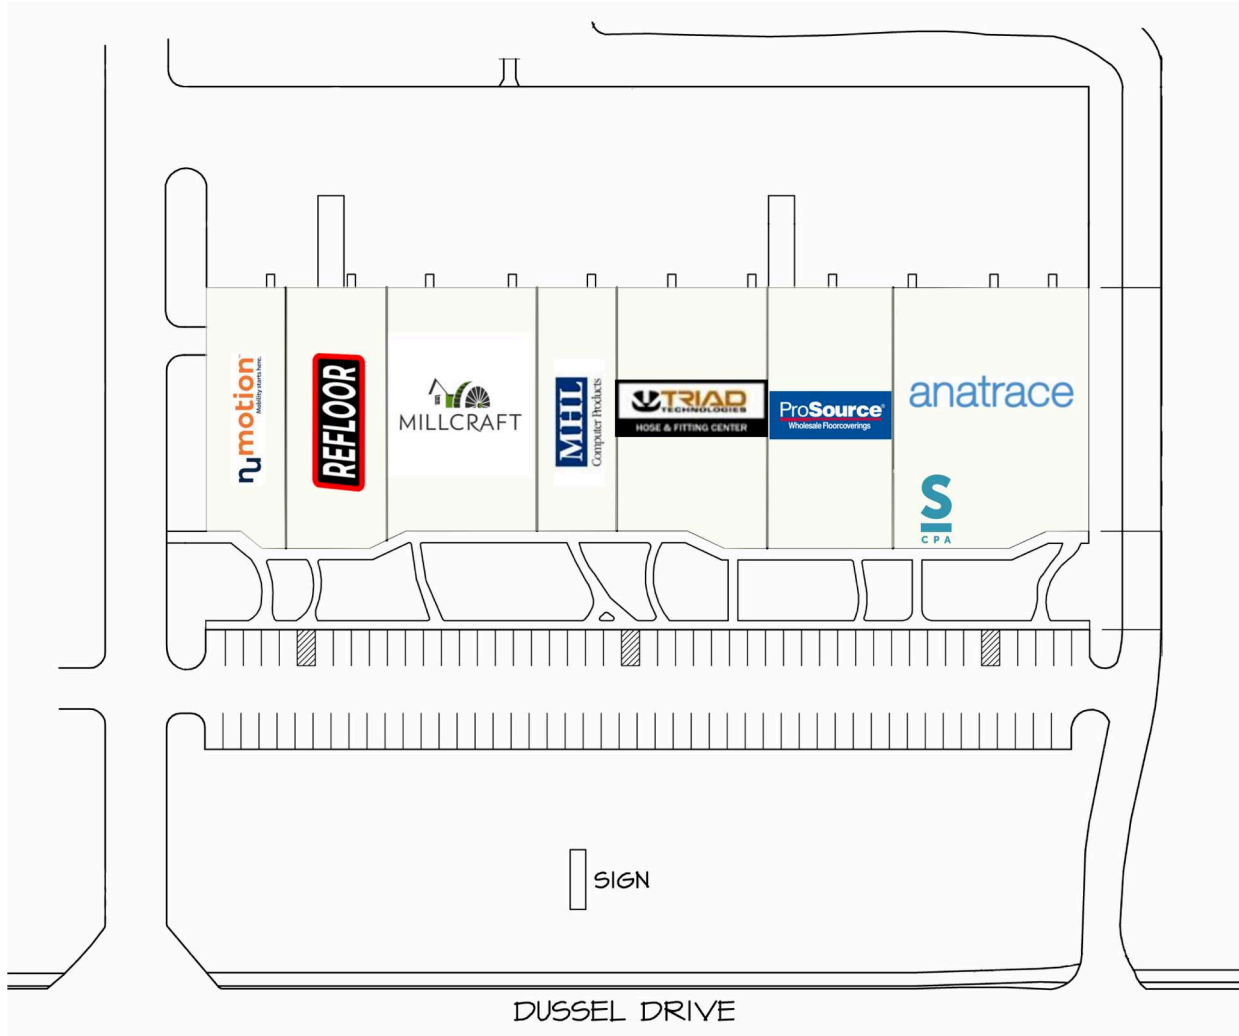 numotion
Mobility starts here.
REFLOOR
MILLCRAFT
MHL
Computer Products
TRIAD
TECHNOLOGIES
HOSE & FITTING CENTER
ProSource®
Wholesale Floorcoverings
anatrace
S
CPA
SIGN
DUSSEL DRIVE